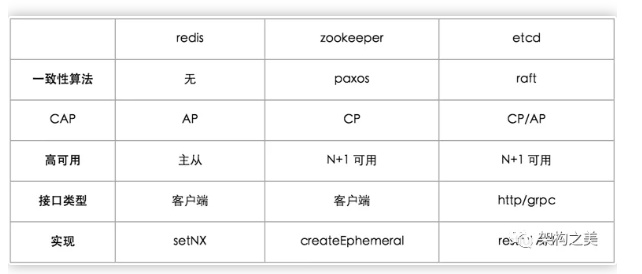 redis zookeeper etcd
一致性算法 无 paxos raft
CAP AP CP CP/AP
高可用 主从 N+1 可用 N+1 可用
接口类型 客户端 客户端 http/grpc
实现 setNX createEphemeral 架构之美